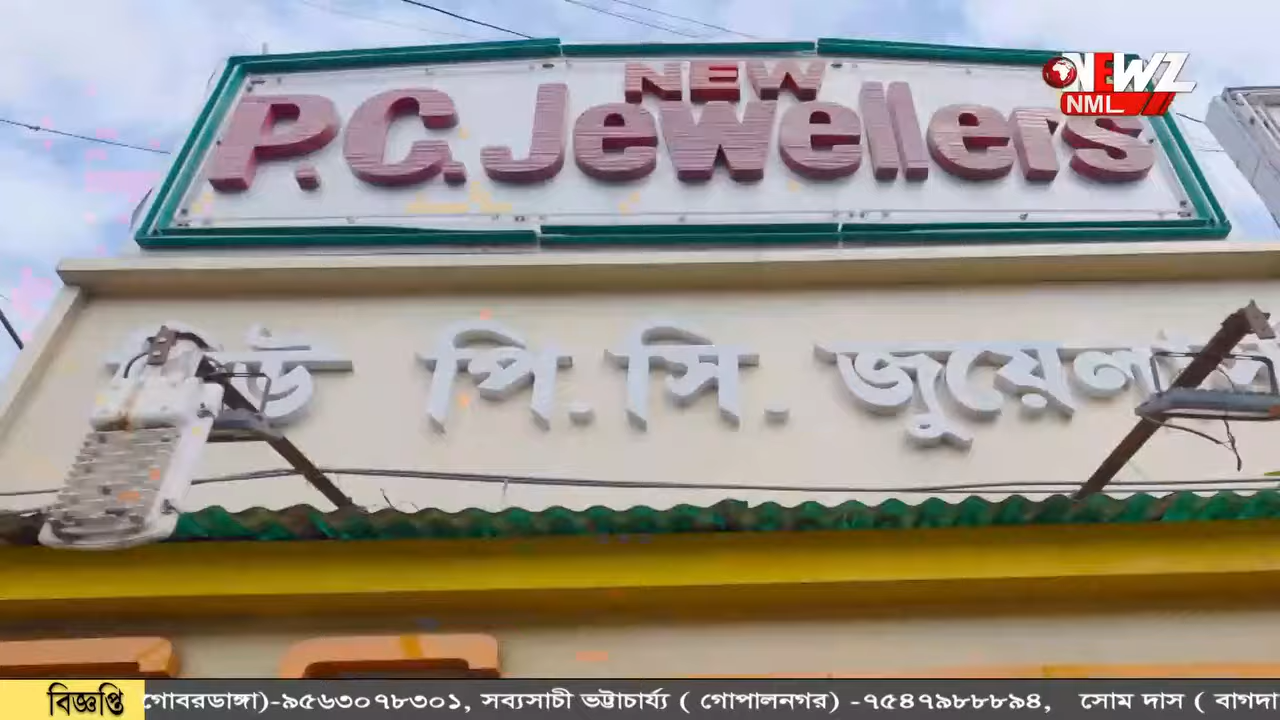 NEW
P.C. Jewellers
NEWZ
NML
নিউ পি.সি. জুয়েলার্স
বিজ্ঞপ্তি
গোবরডাঙ্গা)-৯৫৬৩০৭৮৩০১, সব্যসাচী ভট্টাচার্য্য ( গোপালনগর) -৭৫৪৭৯৮৮৮৯৪, সোম দাস ( বাগদা